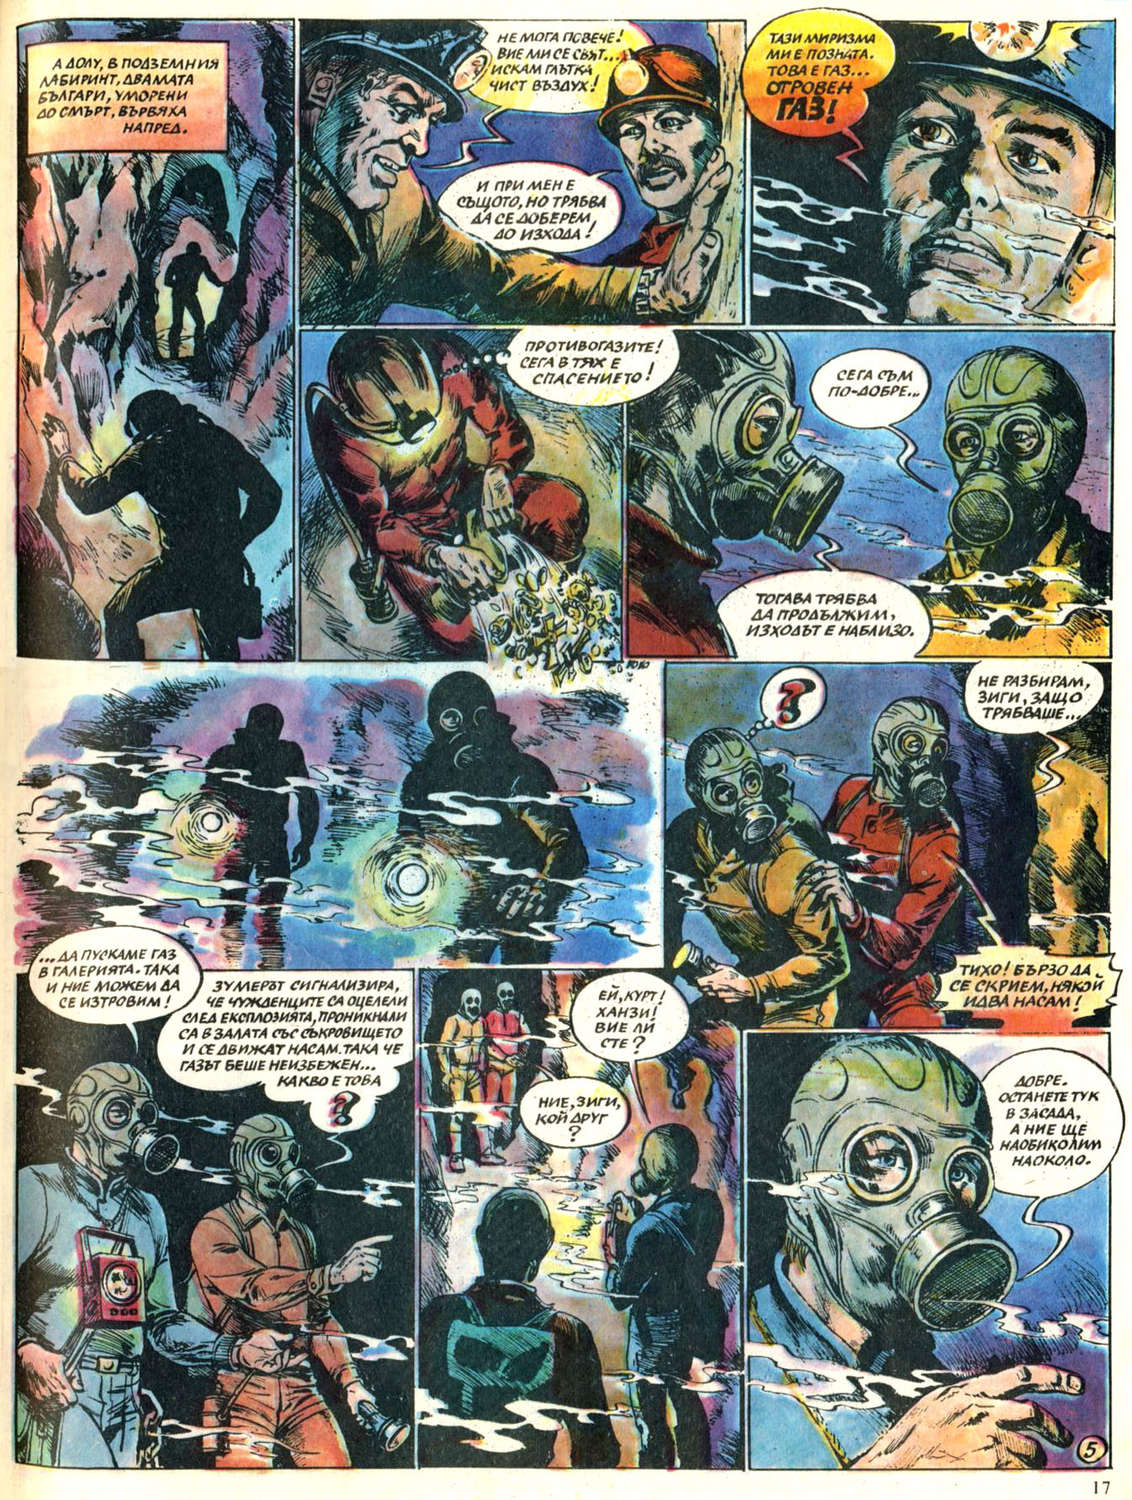 А ДОЛУ, В ПОДЗЕМНИЯ
ЛАБИРИНТ, ДВАМАТА
БЪЛГАРИ, УМОРЕНИ
ДО СМЪРТ, ВЪРВЯХА
НАПРЕД.
НЕ МОГА ПОВЕЧЕ!
ВИЕ МИ СЕ СВЯТ...
ИСКАМ ГЛЪТКА
ЧИСТ ВЪЗДУХ!
И ПРИ МЕН Е
СЪЩОТО, НО ТРЯБВА
ДА СЕ ДОБЕРЕМ
ДО ИЗХОДА!
ТАЗИ МИРИЗМА
МИ Е ПОЗНАТА.
ТОВА Е ГАЗ...
ОТРОВЕН
ГАЗ!
ПРОТИВОГАЗИТЕ!
СЕГА В ТЯХ Е
СПАСЕНИЕТО!
СЕГА СЪМ
ПО-ДОБРЕ...
ТОГАВА ТРЯБВА
ДА ПРОДЪЛЖИМ,
ИЗХОДЪТ Е НАБЛИЗО.
?
НЕ РАЗБИРАМ,
ЗИГИ, ЗАЩО
ТРЯБВАШЕ...
ТИХО! БЪРЗО ДА
СЕ СКРИЕМ, НЯКОЙ
ИДВА НАСАМ!
...ДА ПУСКАМЕ ГАЗ
В ГАЛЕРИЯТА. ТАКА
И НИЕ МОЖЕМ ДА
СЕ ИЗТРОВИМ!
ЗУМЕРЪТ СИГНАЛИЗИРА,
ЧЕ ЧУЖДЕНЦИТЕ СА ОЦЕЛЕЛИ
СЛЕД ЕКСПЛОЗИЯТА, ПРОНИКНАЛИ
СА В ЗАЛАТА СЪС СЪКРОВИЩЕТО
И СЕ ДВИЖАТ НАСАМ. ТАКА ЧЕ
ГАЗЪТ БЕШЕ НЕИЗБЕЖЕН...
КАКВО Е ТОВА
?
ЕЙ, КУРТ!
ХАНЗИ!
ВИЕ ЛИ
СТЕ?
НИЕ, ЗИГИ,
КОЙ ДРУГ
?
ДОБРЕ.
ОСТАНЕТЕ ТУК
В ЗАСАДА,
А НИЕ ЩЕ
НАОБИКОЛИМ
НАОКОЛО.
5
17